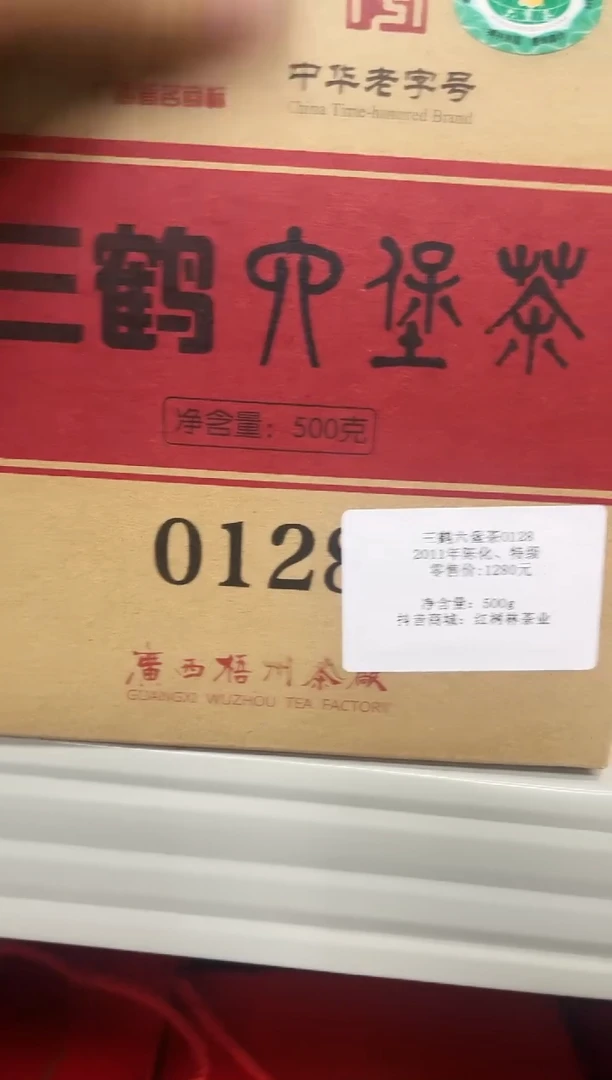 中华老字号
China Time-honored Brand
三鹤六堡茶
净含量：500克
0128
三鹤六堡茶0128
2011年陈化、特级
零售价:1280元
净含量：500g
抖音商城：红树林茶业
廣西梧州茶厰
GUANGXI WUZHOU TEA FACTORY